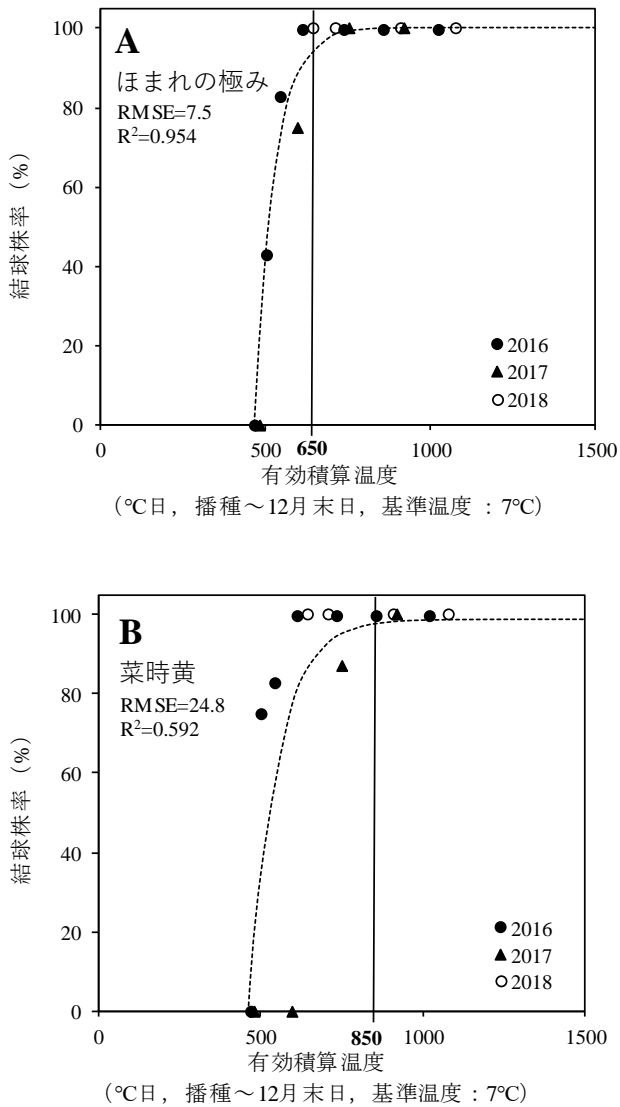 A
ほまれの極み
RMSE=7.5
R²=0.954
結球株率（%）
100
80
60
40
20
0
2016
2017
2018
0 500 650 1000 1500
有効積算温度
（℃日，播種～12月末日，基準温度：7℃）
B
菜時黄
RMSE=24.8
R²=0.592
結球株率（%）
100
80
60
40
20
0
2016
2017
2018
0 500 850 1000 1500
有効積算温度
（℃日，播種～12月末日，基準温度：7℃）